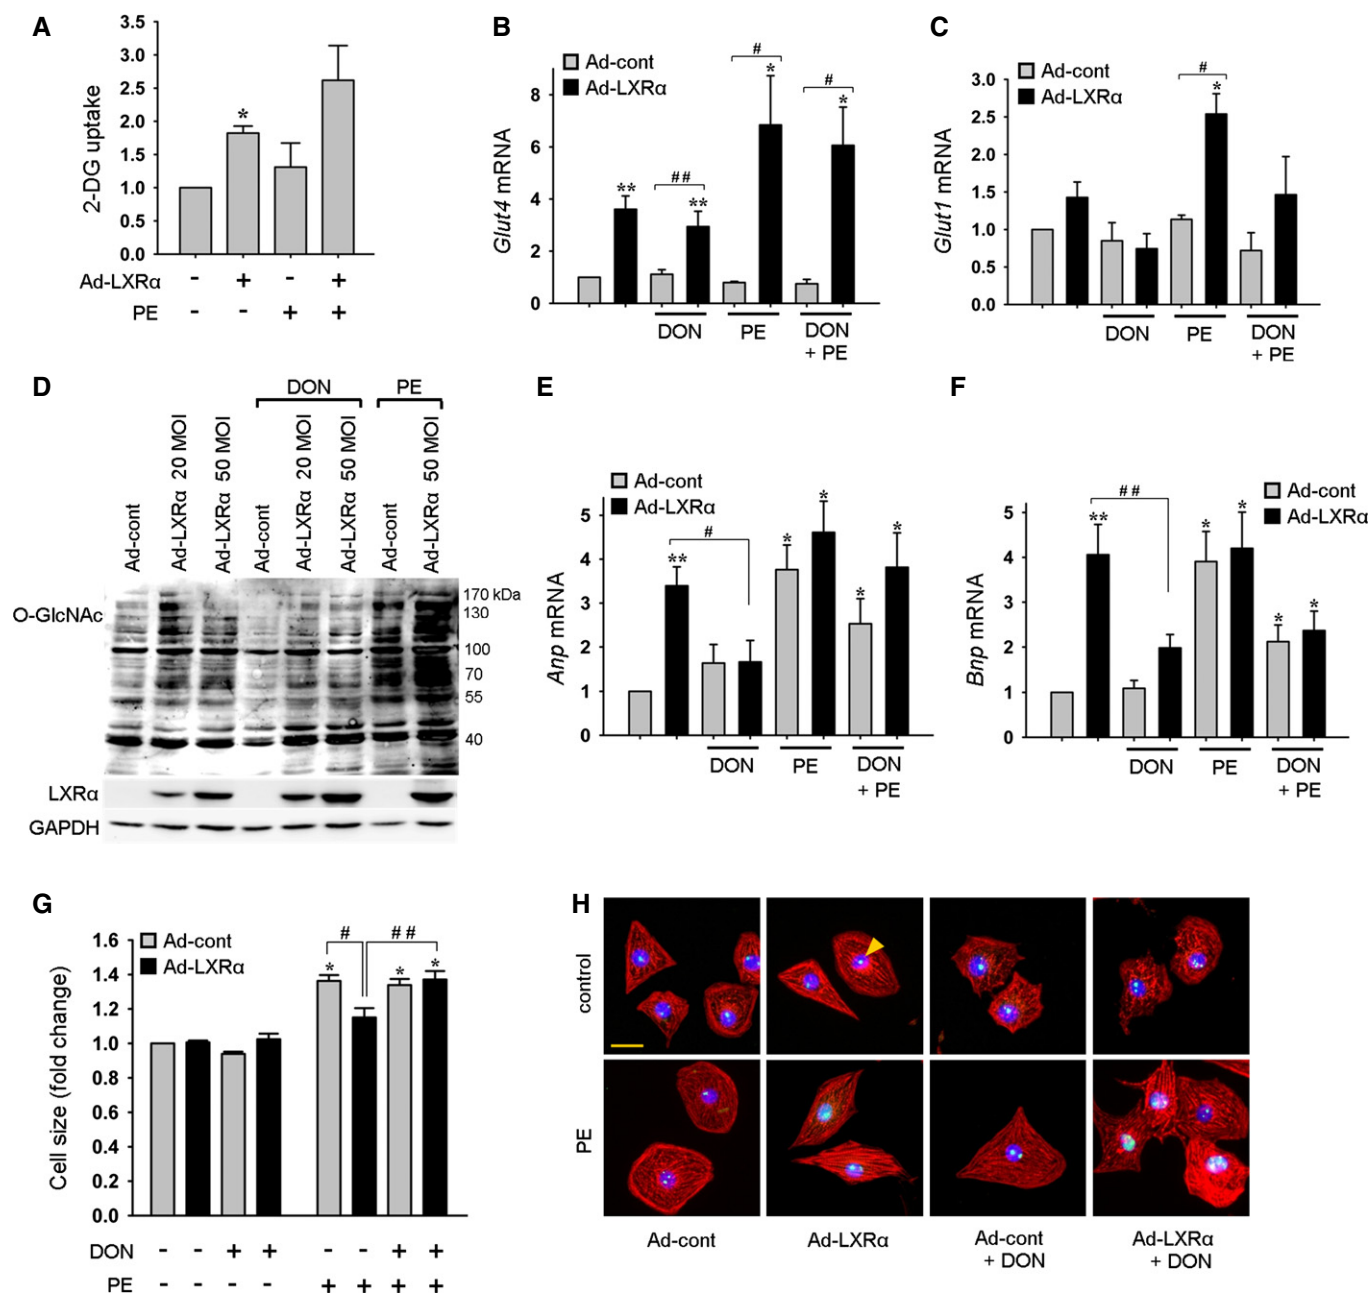 A
3.5
3.0
2.5
2.0
1.5
1.0
0.5
0.0
2-DG uptake
*
Ad-LXRα - + - +
PE - - + +
B
Ad-cont
Ad-LXRα
8
6
4
2
0
Glut4 mRNA
** ## ** # * # *
DON PE DON
+ PE
C
Ad-cont
Ad-LXRα
3.0
2.5
2.0
1.5
1.0
0.5
0.0
Glut1 mRNA
# *
DON PE DON
+ PE
D
DON PE
Ad-cont
Ad-LXRα 20 MOI
Ad-LXRα 50 MOI
Ad-cont
Ad-LXRα 20 MOI
Ad-LXRα 50 MOI
Ad-cont
Ad-LXRα 50 MOI
O-GlcNAc
170 kDa
130
100
70
55
40
LXRα
GAPDH
E
Ad-cont
Ad-LXRα
5
4
3
2
1
0
Anp mRNA
** # * * * *
DON PE DON
+ PE
F
Ad-cont
Ad-LXRα
5
4
3
2
1
0
Bnp mRNA
** ## * * * *
DON PE DON
+ PE
G
Ad-cont
Ad-LXRα
1.6
1.4
1.2
1.0
0.8
0.6
0.4
0.2
0.0
Cell size (fold change)
* # ## * *
DON - - + + - - + +
PE - - - - + + + +
H
control
PE
Ad-cont Ad-LXRα Ad-cont Ad-LXRα
+ DON + DON